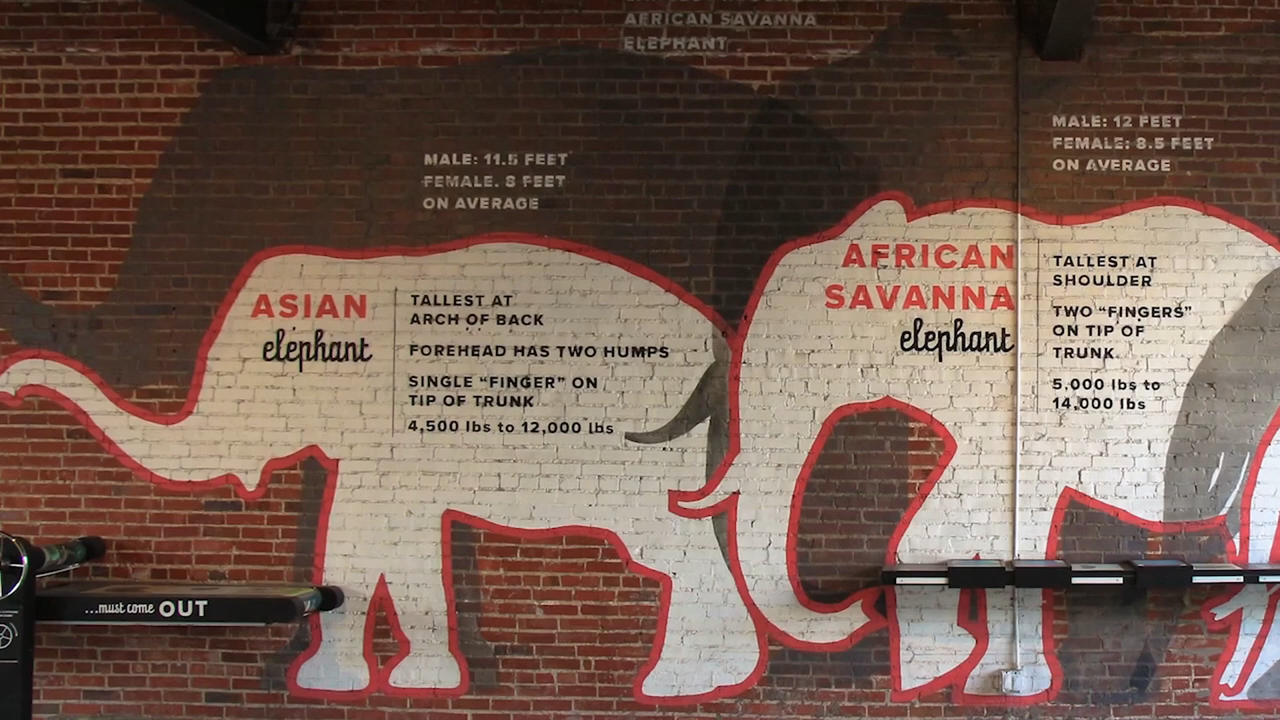 AFRICAN SAVANNA
ELEPHANT
MALE: 11.5 FEET
FEMALE. 8 FEET
ON AVERAGE
MALE: 12 FEET
FEMALE: 8.5 FEET
ON AVERAGE
ASIAN
elephant
TALLEST AT
ARCH OF BACK
FOREHEAD HAS TWO HUMPS
SINGLE “FINGER” ON
TIP OF TRUNK
4,500 lbs to 12,000 lbs
AFRICAN
SAVANNA
elephant
TALLEST AT
SHOULDER
TWO “FINGERS”
ON TIP OF
TRUNK
5,000 lbs to
14,000 lbs
...must come OUT